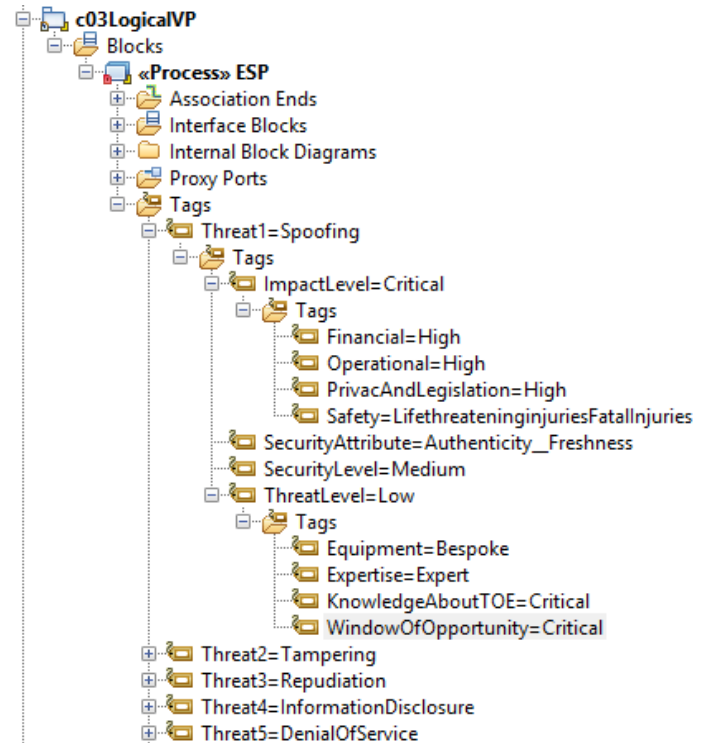 c03LogicalVP
Blocks
«Process» ESP
Association Ends
Interface Blocks
Internal Block Diagrams
Proxy Ports
Tags
Threat1=Spoofing
Tags
ImpactLevel=Critical
Tags
Financial=High
Operational=High
PrivacAndLegislation=High
Safety=LifethreateninginjuriesFatalInjuries
SecurityAttribute=Authenticity__Freshness
SecurityLevel=Medium
ThreatLevel=Low
Tags
Equipment=Bespoke
Expertise=Expert
KnowledgeAboutTOE=Critical
WindowOfOpportunity=Critical
Threat2=Tampering
Threat3=Repudiation
Threat4=InformationDisclosure
Threat5=DenialOfService